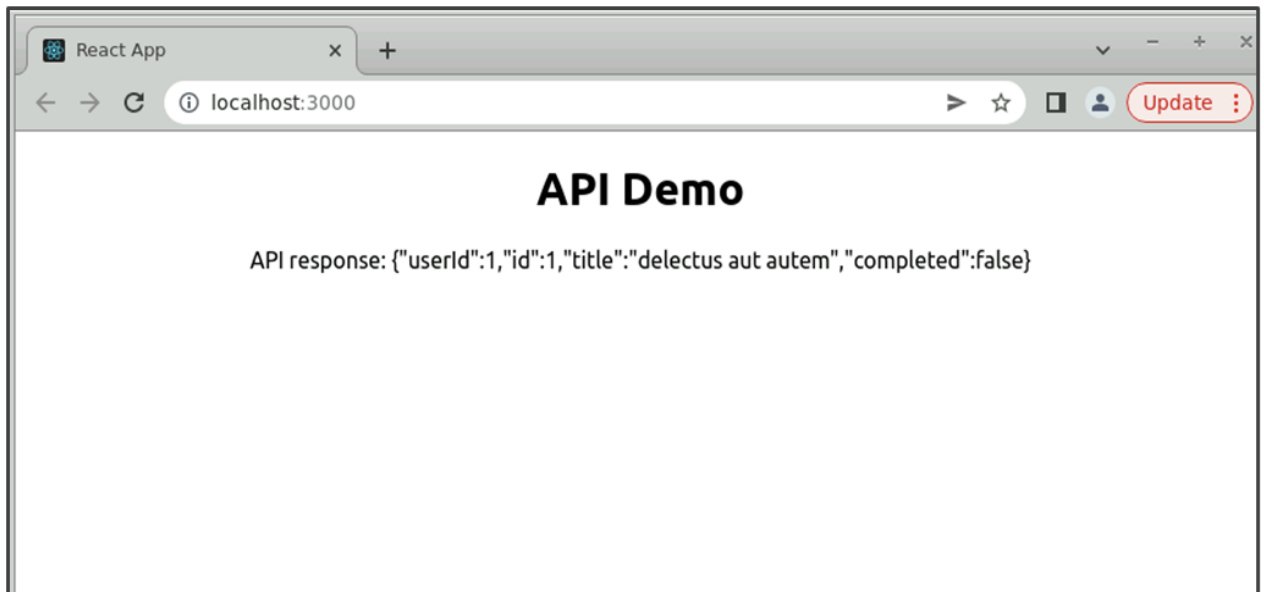 React App
localhost:3000
Update
API Demo
API response: {"userId":1,"id":1,"title":"delectus aut autem","completed":false}